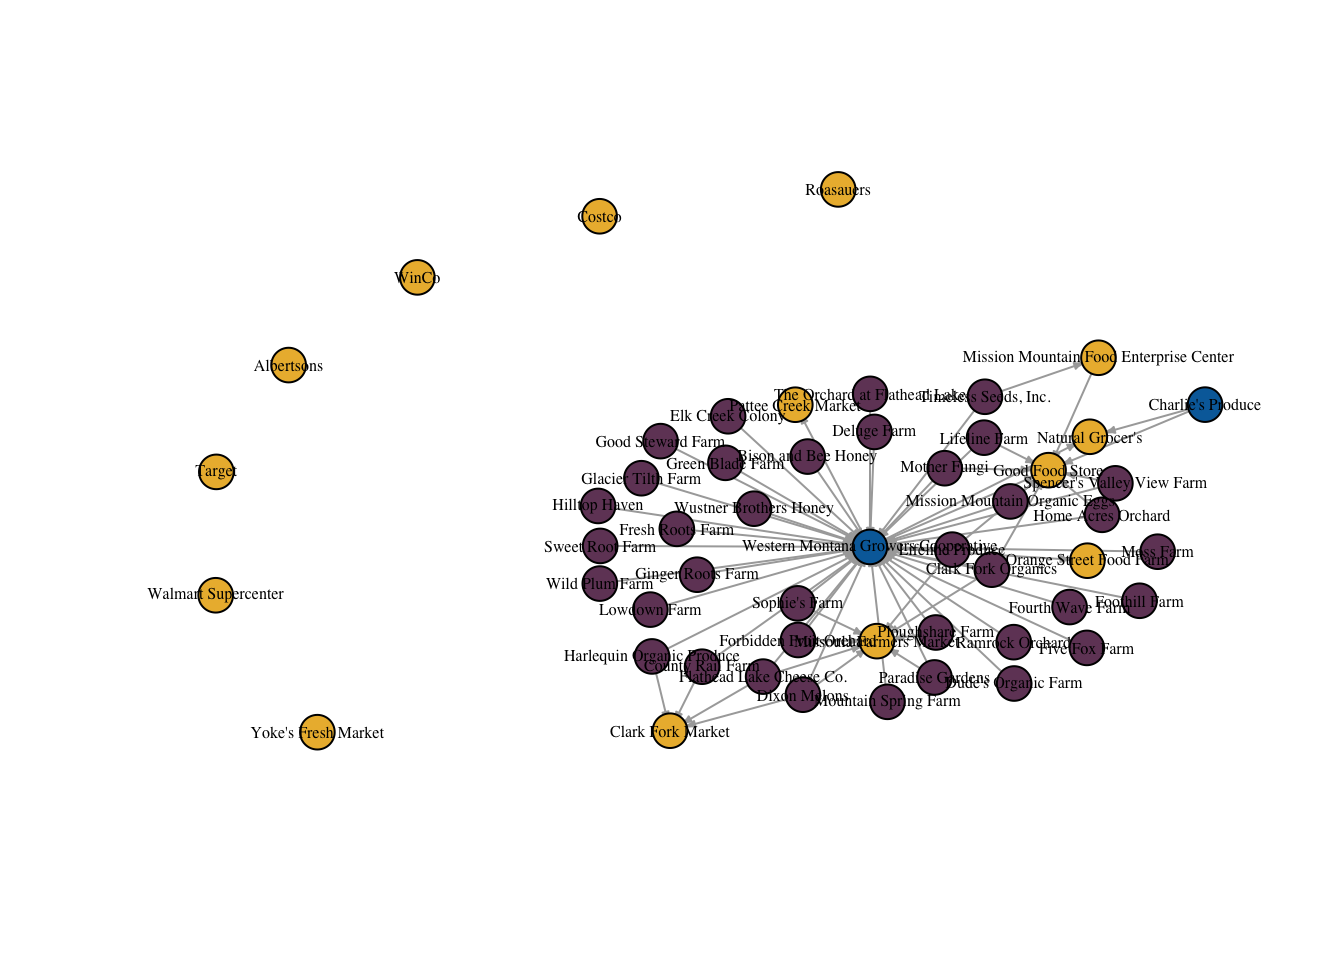 Roasauers
Costco
WinCo
Albertsons
Mission Mountain Food Enterprise Center
The Orchard at Flathead Lake
Timeless Seeds, Inc.
Pattee Creek Market
Charlie's Produce
Elk Creek Colony
Deluge Farm
Natural Grocer's
Good Steward Farm
Lifeline Farm
Bison and Bee Honey
Green Blade Farm
Mother Fungi
Target
Good Food Store
Glacier Tilth Farm
Spencer's Valley View Farm
Mission Mountain Organic Eggs
Hilltop Haven
Wustner Brothers Honey
Home Acres Orchard
Fresh Roots Farm
Sweet Root Farm
Western Montana Growers Cooperative
Lifeline Produce
Moss Farm
Orange Street Food Farm
Clark Fork Organics
Ginger Roots Farm
Wild Plum Farm
Walmart Supercenter
Sophie's Farm
Foothill Farm
Lowdown Farm
Fourth Wave Farm
Ploughshare Farm
Forbidden Fruit Orchard
Missoula Farmers Market
Ramrock Orchard
Five Fox Farm
Harlequin Organic Produce
County Rail Farm
Flathead Lake Cheese Co.
Paradise Gardens
Dude's Organic Farm
Dixon Melons
Mountain Spring Farm
Clark Fork Market
Yoke's Fresh Market